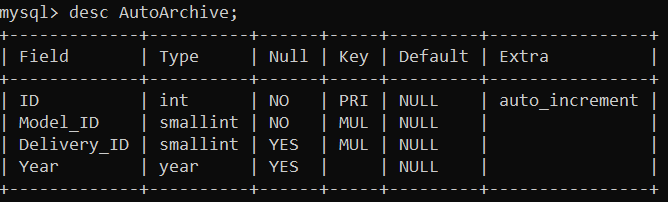 mysql> desc AutoArchive;
+-------------+----------+------+-----+---------+----------------+
| Field       | Type     | Null | Key | Default | Extra          |
+-------------+----------+------+-----+---------+----------------+
| ID          | int      | NO   | PRI | NULL    | auto_increment |
| Model_ID    | smallint | NO   | MUL | NULL    |                |
| Delivery_ID | smallint | YES  | MUL | NULL    |                |
| Year        | year     | YES  |     | NULL    |                |
+-------------+----------+------+-----+---------+----------------+